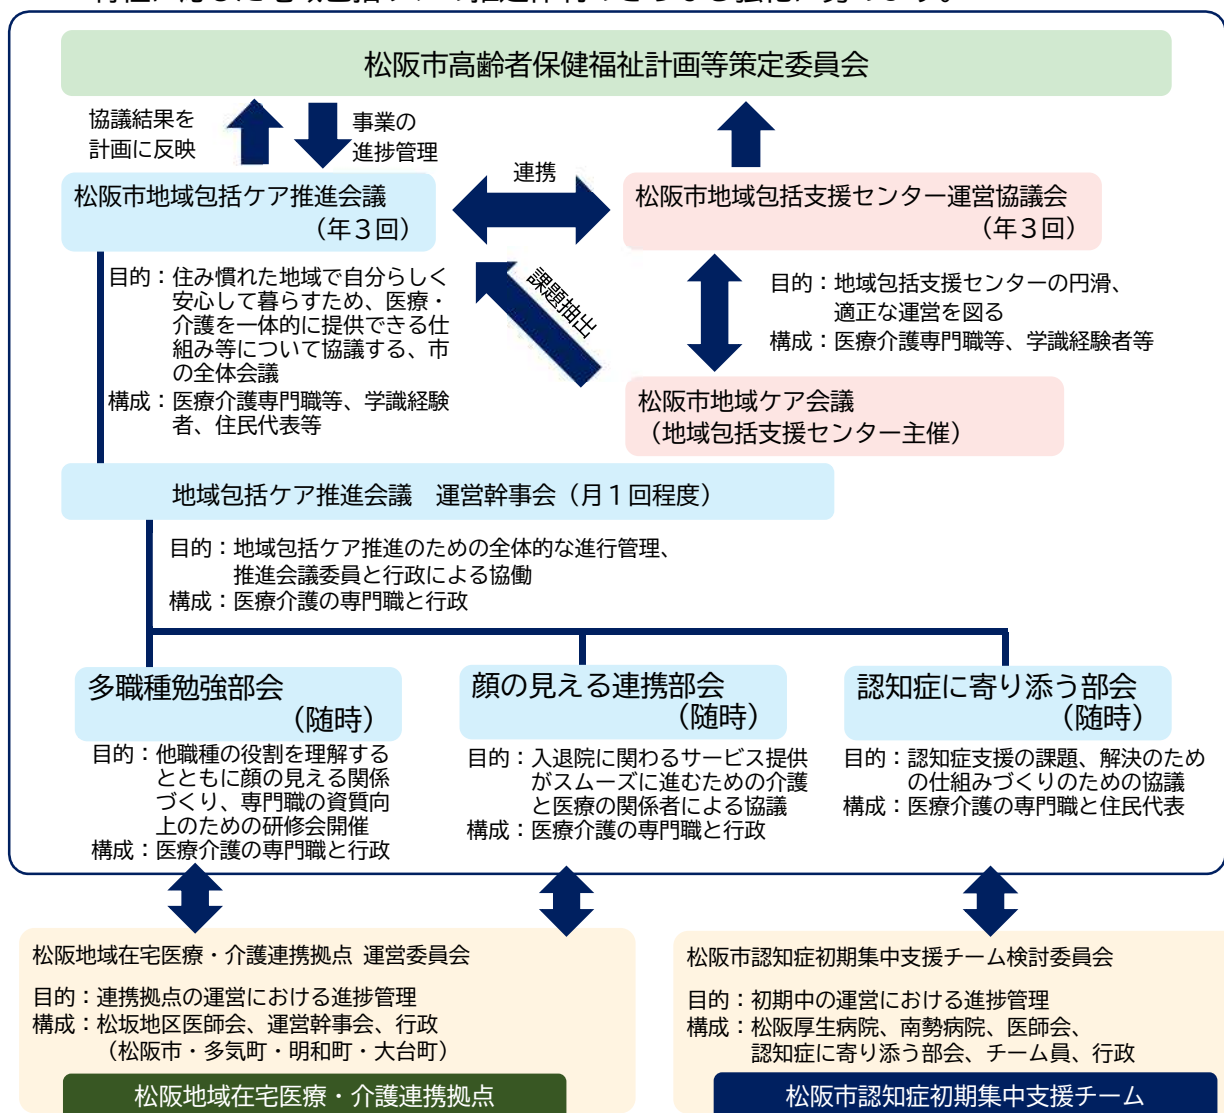 松阪市高齢者保健福祉計画等策定委員会
協議結果を
計画に反映
事業の
進捗管理
松阪市地域包括ケア推進会議
（年３回）
連携
松阪市地域包括支援センター運営協議会
（年３回）
目的：住み慣れた地域で自分らしく
安心して暮らすため、医療・
介護を一体的に提供できる仕
組み等について協議する、市
の全体会議
構成：医療介護専門職等、学識経験
者、住民代表等
課題抽出
目的：地域包括支援センターの円滑、
適正な運営を図る
構成：医療介護専門職等、学識経験者等
松阪市地域ケア会議
（地域包括支援センター主催）
地域包括ケア推進会議　運営幹事会（月１回程度）
目的：地域包括ケア推進のための全体的な進行管理、
推進会議委員と行政による協働
構成：医療介護の専門職と行政
多職種勉強部会
（随時）
目的：他職種の役割を理解する
とともに顔の見える関係
づくり、専門職の資質向
上のための研修会開催
構成：医療介護の専門職と行政
顔の見える連携部会
（随時）
目的：入退院に関わるサービス提供
がスムーズに進むための介護
と医療の関係者による協議
構成：医療介護の専門職と行政
認知症に寄り添う部会
（随時）
目的：認知症支援の課題、解決のため
の仕組みづくりのための協議
構成：医療介護の専門職と住民代表
松阪地域在宅医療・介護連携拠点 運営委員会
目的：連携拠点の運営における進捗管理
構成：松坂地区医師会、運営幹事会、行政
（松阪市・多気町・明和町・大台町）
松阪地域在宅医療・介護連携拠点
松阪市認知症初期集中支援チーム検討委員会
目的：初期中の運営における進捗管理
構成：松阪厚生病院、南勢病院、医師会、
認知症に寄り添う部会、チーム員、行政
松阪市認知症初期集中支援チーム